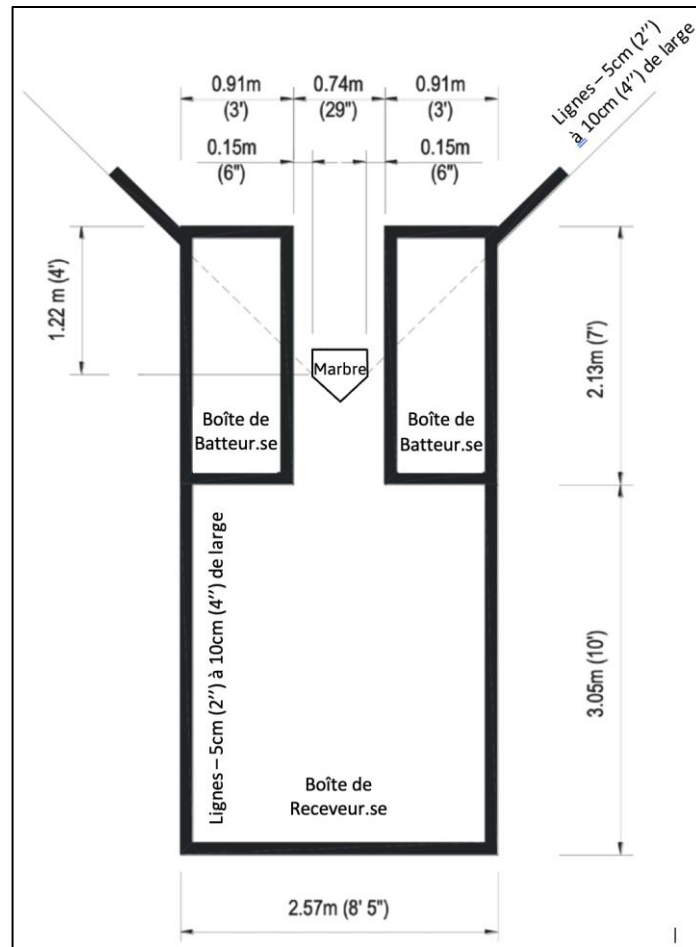 Lignes – 5cm (2’’)
à 10cm (4’’) de large
0.91m
(3')
0.74m
(29")
0.91m
(3')
0.15m
(6")
0.15m
(6")
1.22 m (4')
2.13m (7')
Marbre
Boîte de
Batteur.se
Boîte de
Batteur.se
Lignes – 5cm (2’’) à 10cm (4’’) de large
3.05m (10')
Boîte de
Receveur.se
2.57m (8' 5")